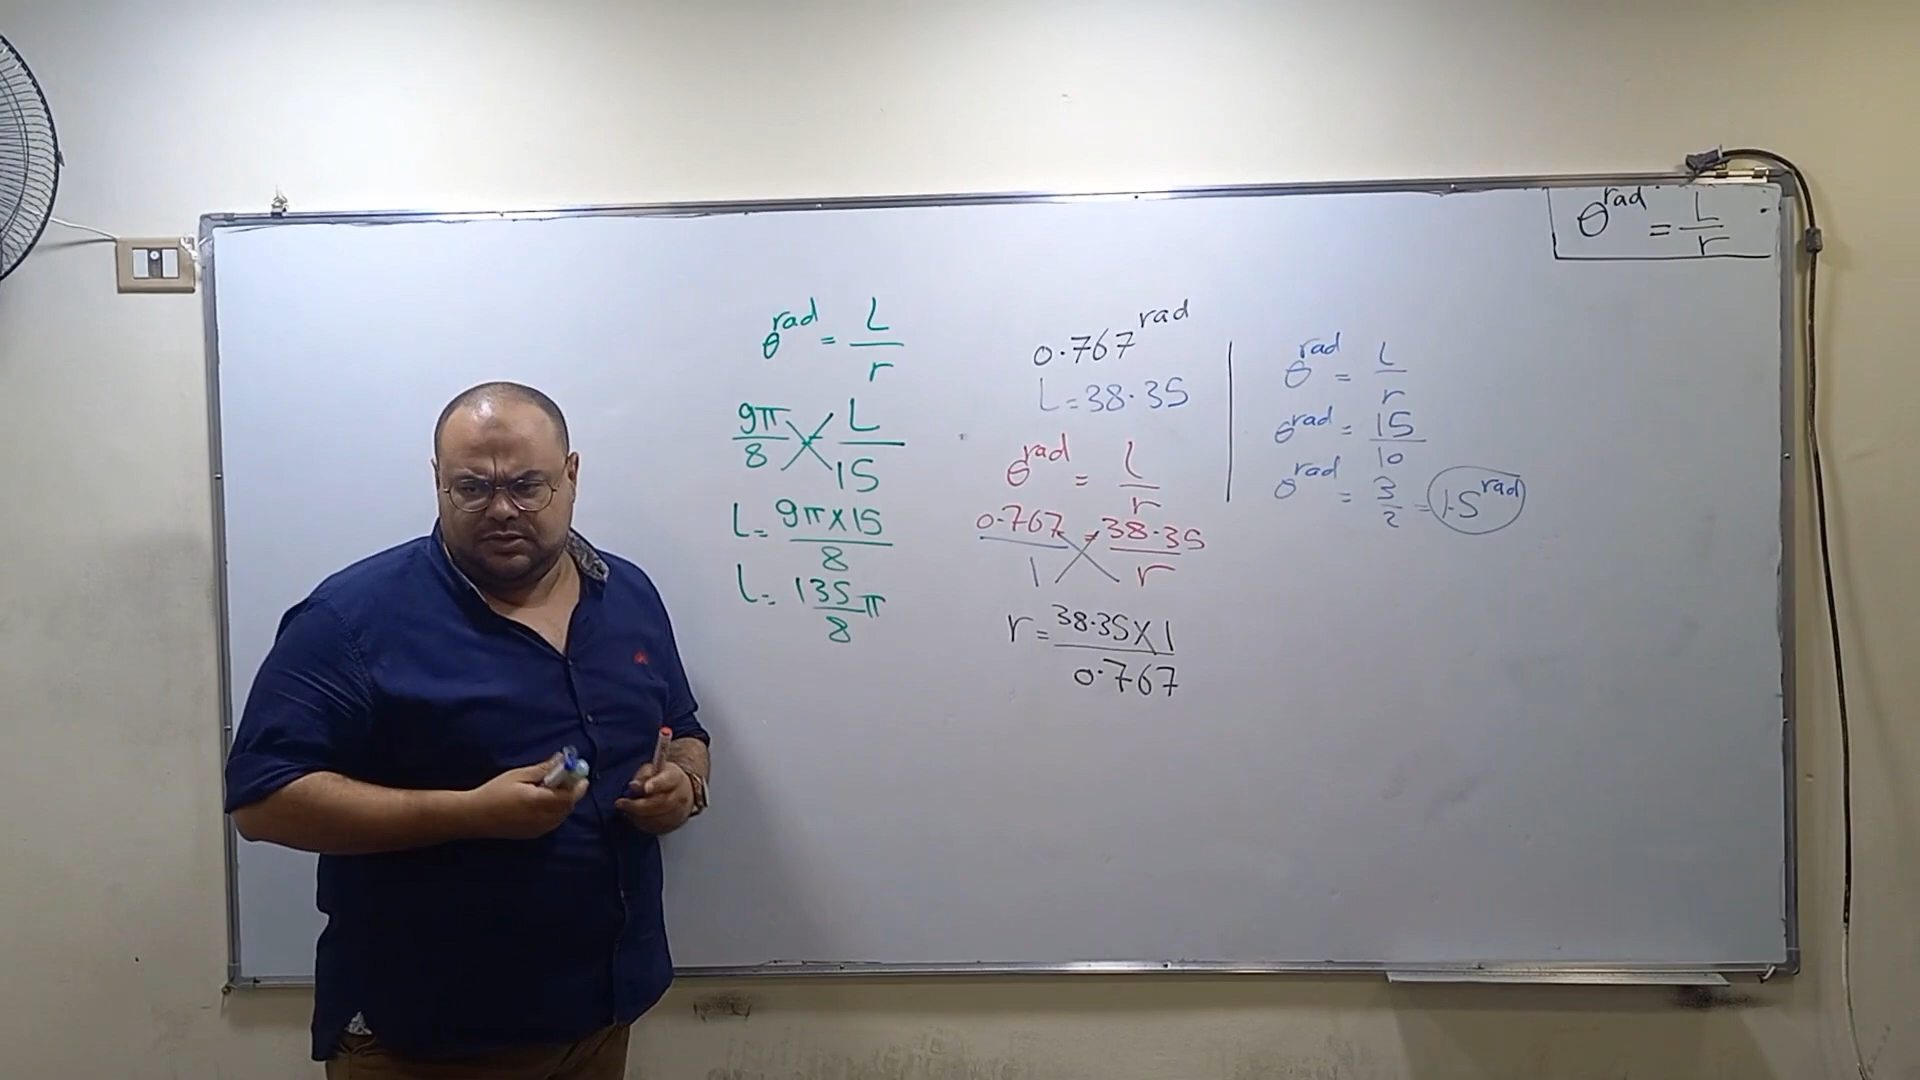 θ^rad = L/r
θ^rad = L/r
9π/8 = L/15
L = 9π×15/8
L = 135/8 π
0.767^rad
L = 38.35
θ^rad = L/r
0.767/1 = 38.35/r
r = 38.35×1/0.767
θ^rad = L/r
θ^rad = 15/10
θ^rad = 3/2 = 1.5^rad